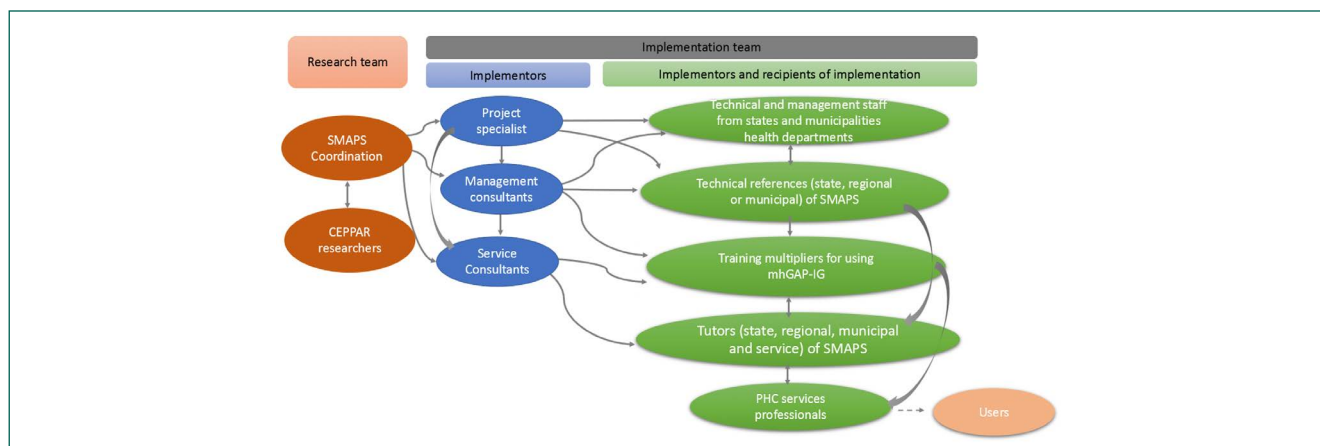 Implementation team
Research team
Implementors
Implementors and recipients of implementation
SMAPS
Coordination
CEPPAR
researchers
Project
specialist
Management
consultants
Service
Consultants
Technical and management staff
from states and municipalities
health departments
Technical references (state, regional
or municipal) of SMAPS
Training multipliers for using
mhGAP-IG
Tutors (state, regional, municipal
and service) of SMAPS
PHC services
professionals
Users